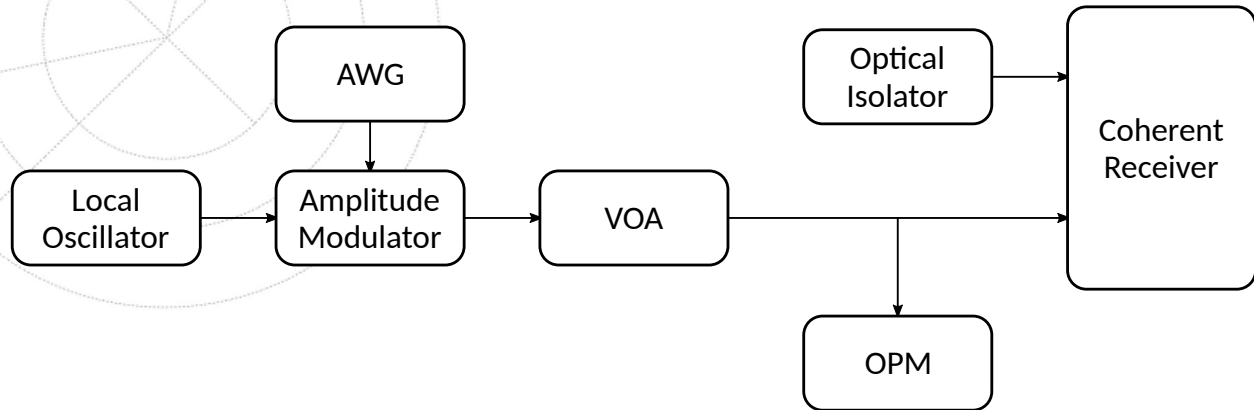 AWG
Optical
Isolator
Coherent
Receiver
Local
Oscillator
Amplitude
Modulator
VOA
OPM